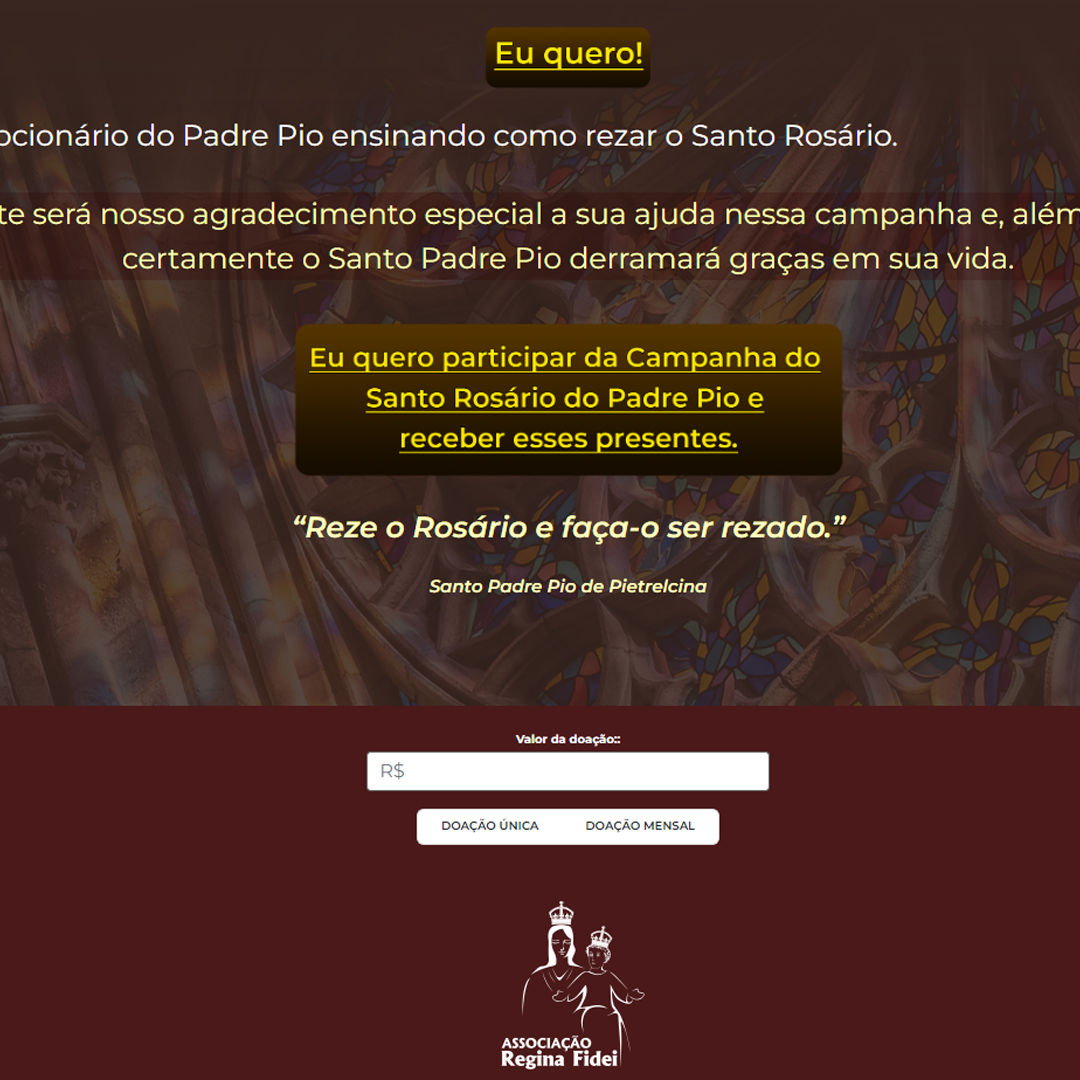 Eu quero!
ocionário do Padre Pio ensinando como rezar o Santo Rosário.
te será nosso agradecimento especial a sua ajuda nessa campanha e, além
certamente o Santo Padre Pio derramará graças em sua vida.
Eu quero participar da Campanha do
Santo Rosário do Padre Pio e
receber esses presentes.
“Reze o Rosário e faça-o ser rezado.”
Santo Padre Pio de Pietrelcina
Valor da doação::
R$
DOAÇÃO ÚNICA DOAÇÃO MENSAL
ASSOCIAÇÃO
Regina Fidei